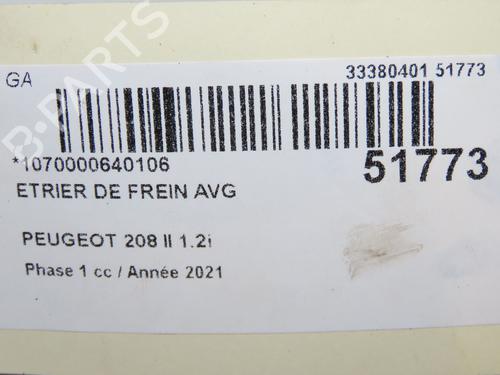 GA
33380401 51773
*1070000640106
51773
ETRIER DE FREIN AVG
PEUGEOT 208 II 1.2i
Phase 1 cc / Année 2021
B-PARTS